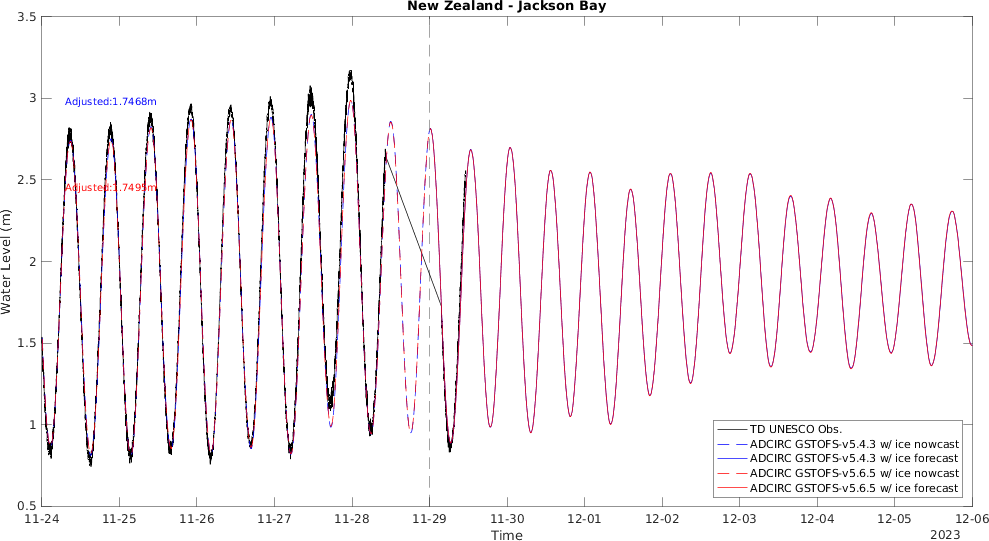 New Zealand - Jackson Bay
3.5
3
2.5
2
1.5
1
0.5
Water Level (m)
Adjusted:1.7468m
Adjusted:1.7495m
TD UNESCO Obs.
ADCIRC GSTOFS-v5.4.3 w/ ice nowcast
ADCIRC GSTOFS-v5.4.3 w/ ice forecast
ADCIRC GSTOFS-v5.6.5 w/ ice nowcast
ADCIRC GSTOFS-v5.6.5 w/ ice forecast
11-24 11-25 11-26 11-27 11-28 11-29 11-30 12-01 12-02 12-03 12-04 12-05 12-06
Time
2023